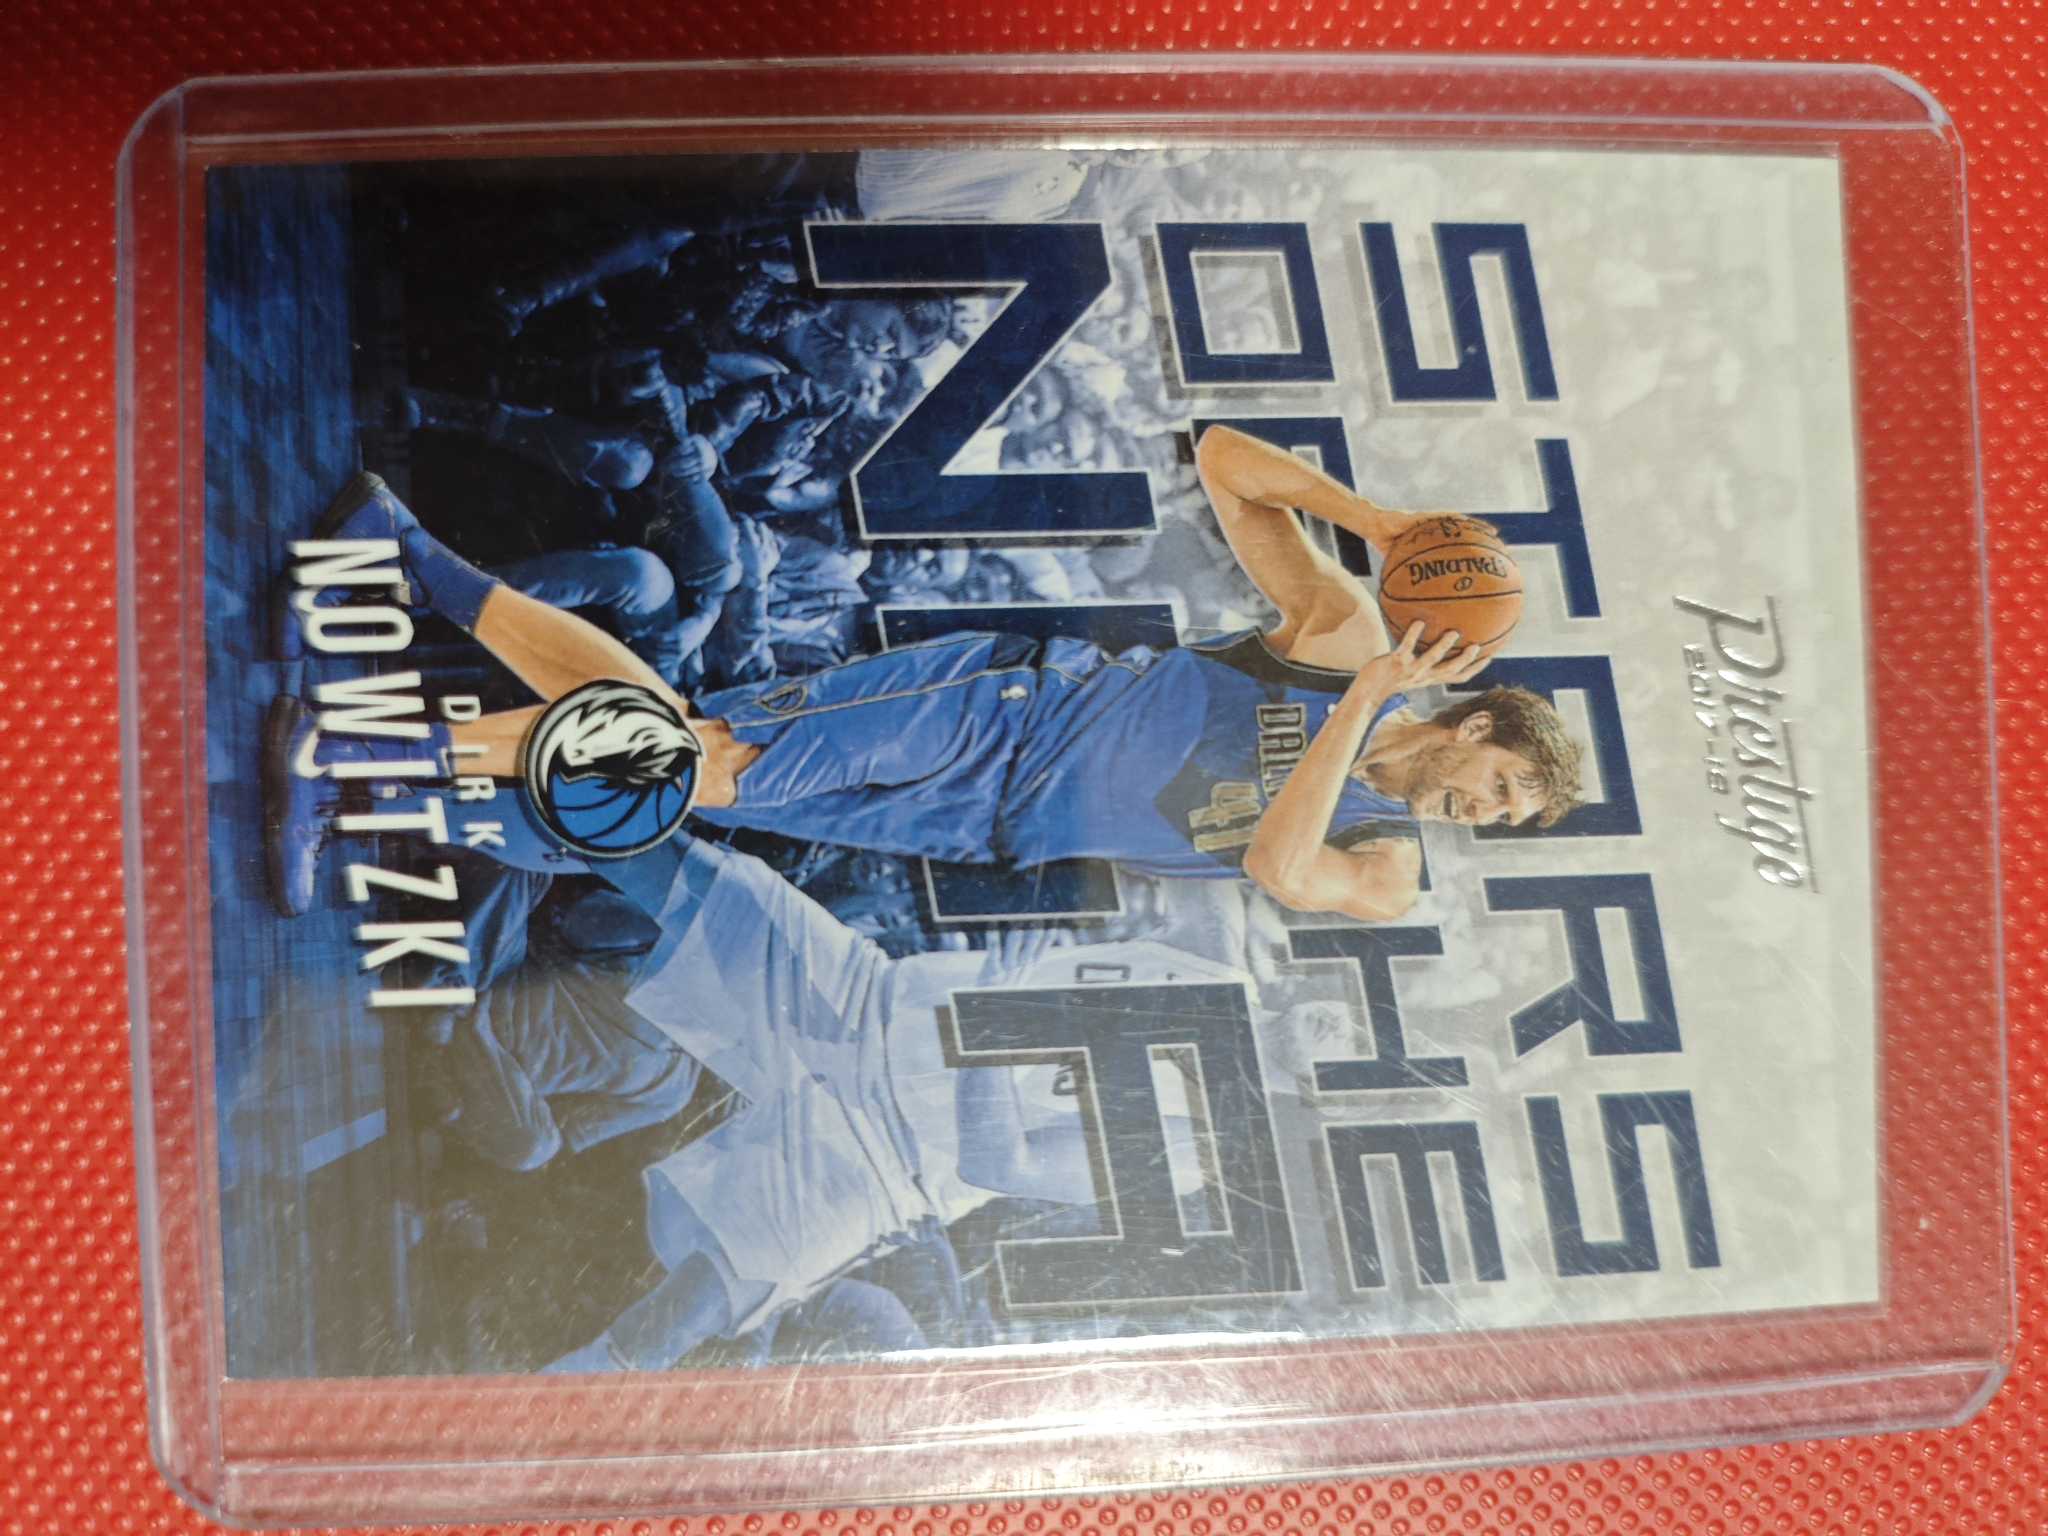 Prestige
2017-18
STARS
OF THE
NBA
SPALDING
DALLAS
41
DIRK
NOWITZKI